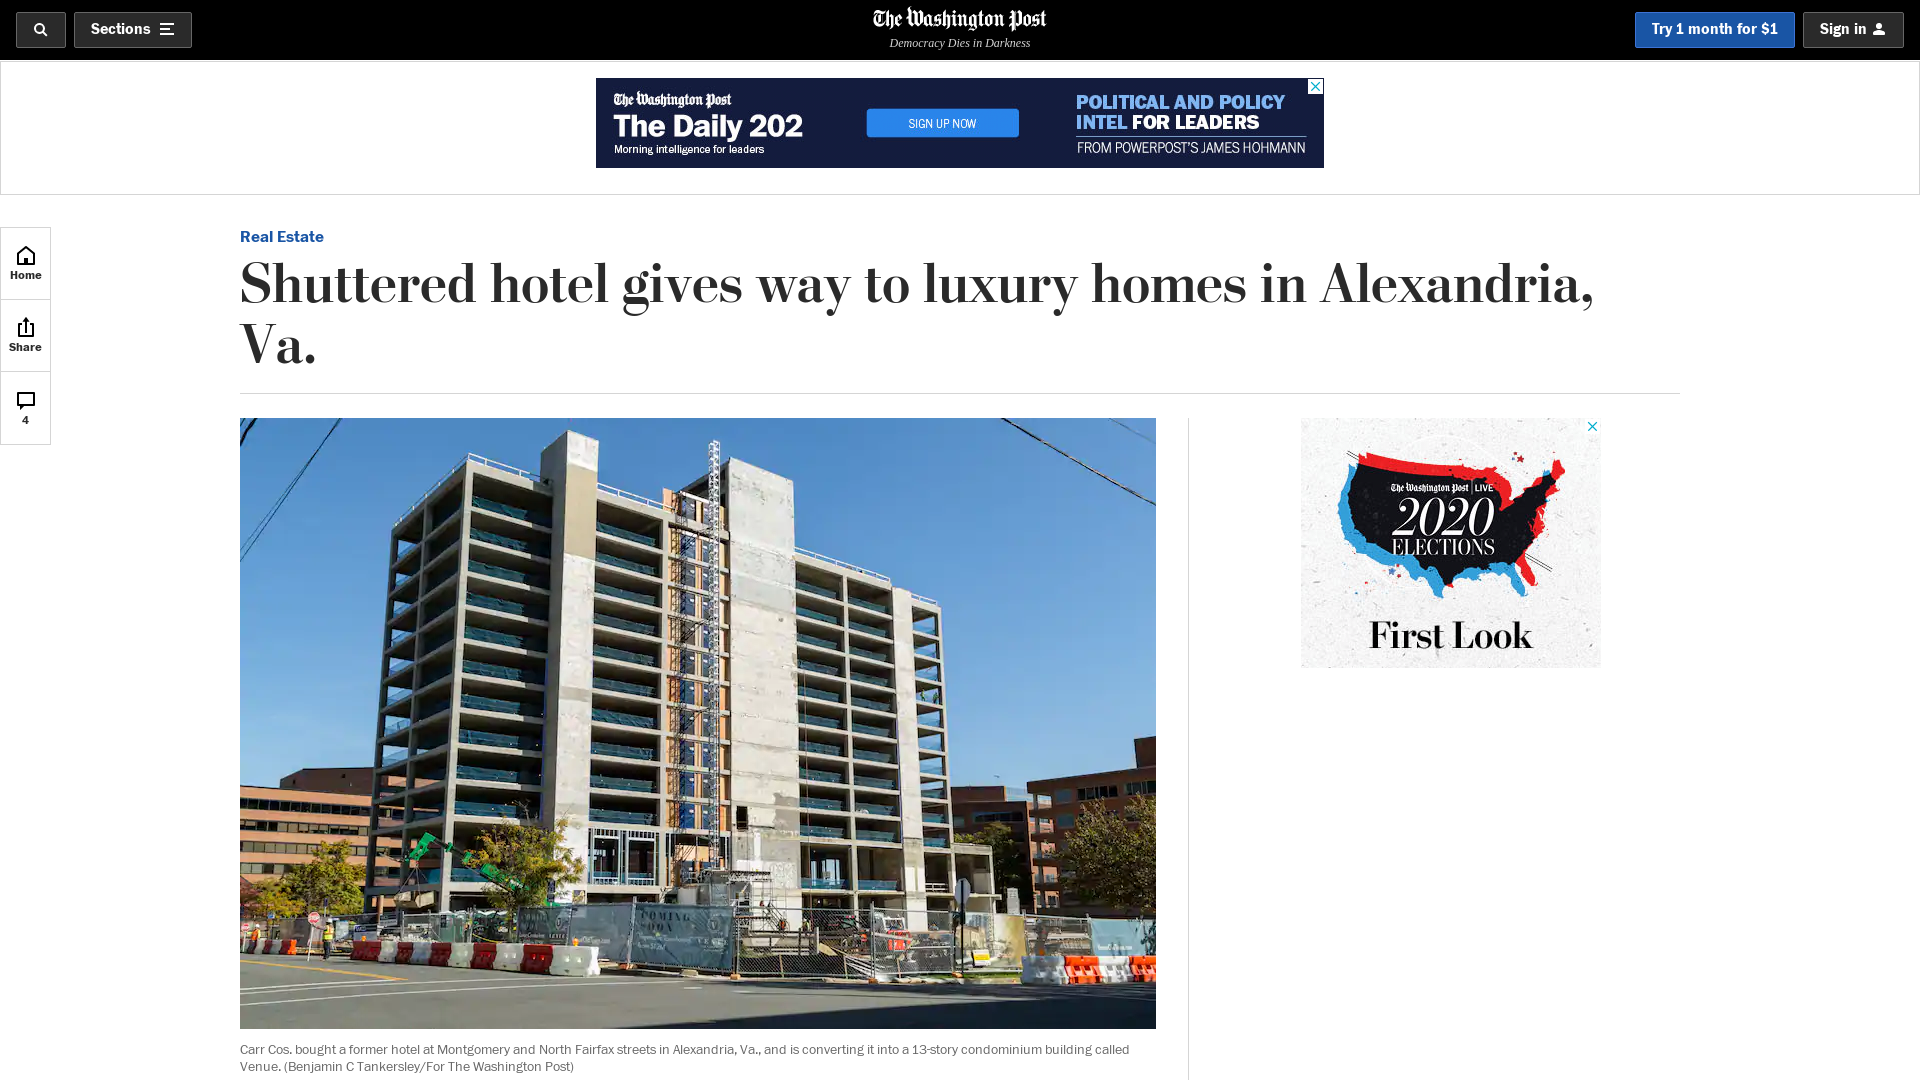 Sections
The Washington Post
Democracy Dies in Darkness
Try 1 month for $1
Sign in
The Washington Post
The Daily 202
Morning intelligence for leaders
SIGN UP NOW
POLITICAL AND POLICY
INTEL FOR LEADERS
FROM POWERPOST'S JAMES HOHMANN
Home
Share
4
Real Estate
Shuttered hotel gives way to luxury homes in Alexandria,
Va.
COMING
SOON
STOP
The Washington Post LIVE
2020
ELECTIONS
First Look
Carr Cos. bought a former hotel at Montgomery and North Fairfax streets in Alexandria, Va., and is converting it into a 13-story condominium building called
Venue. (Benjamin C Tankersley/For The Washington Post)